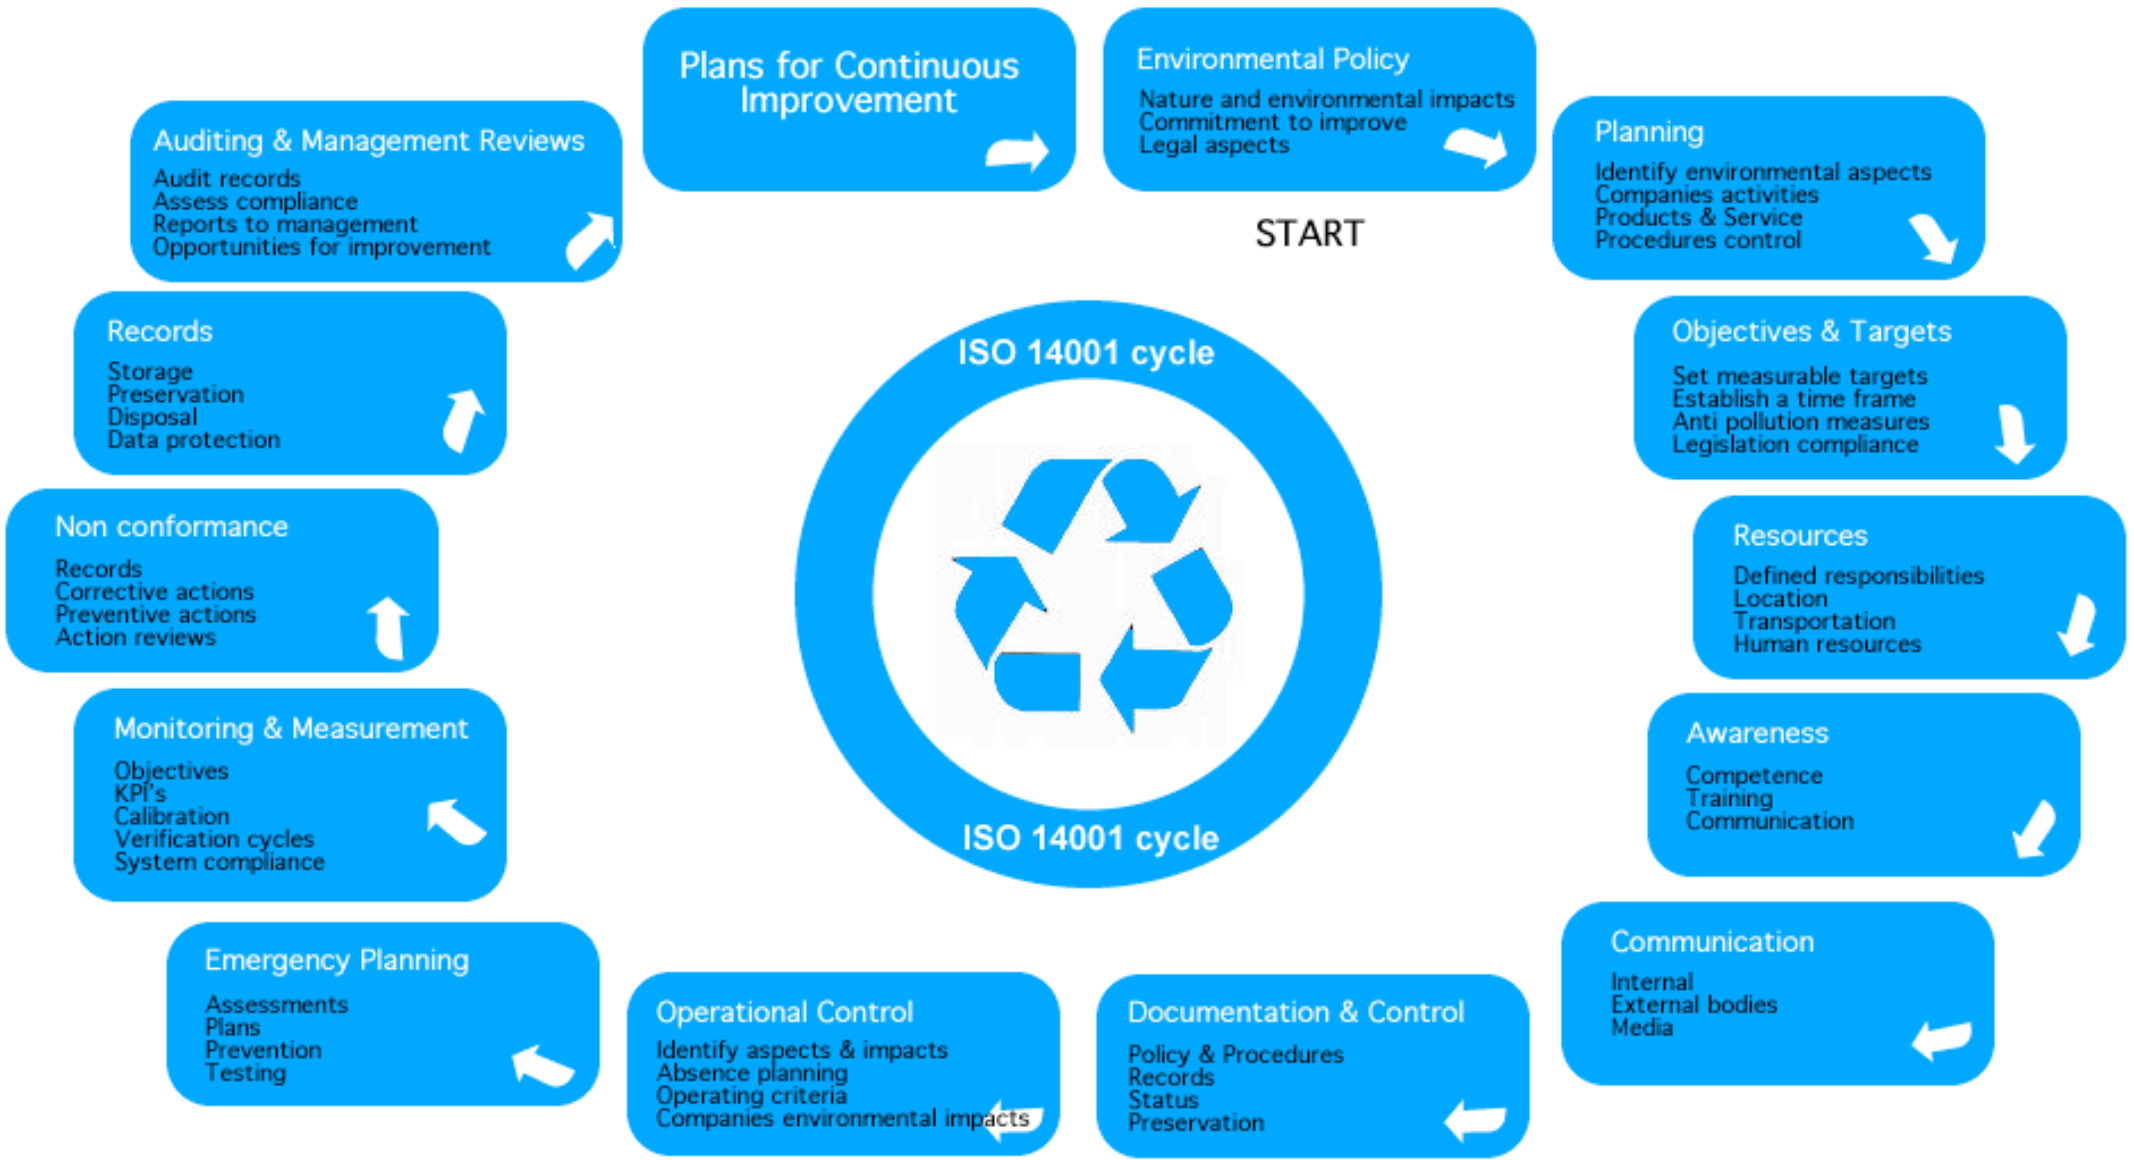 Plans for Continuous
Improvement
Environmental Policy
Nature and environmental impacts
Commitment to improve
Legal aspects
START
Planning
Identify environmental aspects
Companies activities
Products & Service
Procedures control
Objectives & Targets
Set measurable targets
Establish a time frame
Anti pollution measures
Legislation compliance
Resources
Defined responsibilities
Location
Transportation
Human resources
Awareness
Competence
Training
Communication
Communication
Internal
External bodies
Media
Documentation & Control
Policy & Procedures
Records
Status
Preservation
Operational Control
Identify aspects & impacts
Absence planning
Operating criteria
Companies environmental impacts
Emergency Planning
Assessments
Plans
Prevention
Testing
Monitoring & Measurement
Objectives
KPI's
Calibration
Verification cycles
System compliance
Non conformance
Records
Corrective actions
Preventive actions
Action reviews
Records
Storage
Preservation
Disposal
Data protection
Auditing & Management Reviews
Audit records
Assess compliance
Reports to management
Opportunities for improvement
ISO 14001 cycle
ISO 14001 cycle